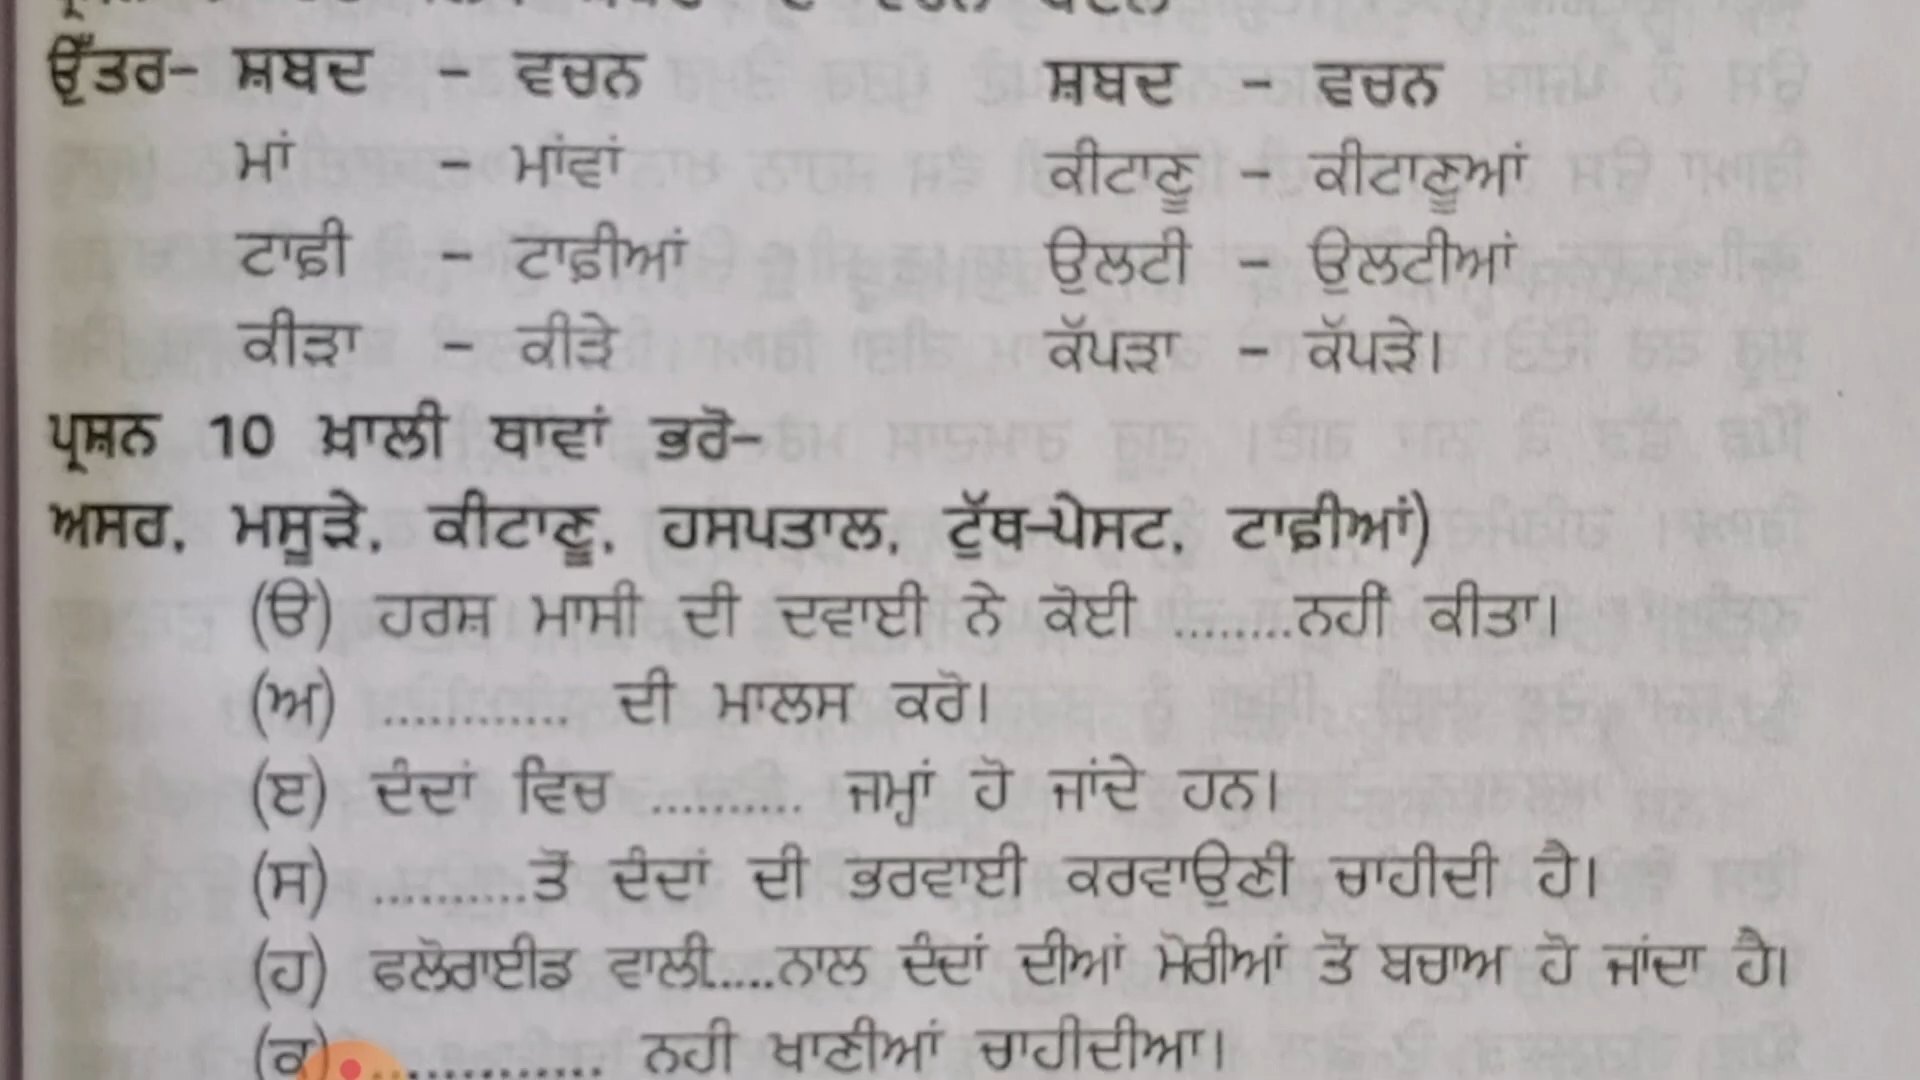 ਉੱਤਰ- ਸ਼ਬਦ - ਵਚਨ ਸ਼ਬਦ - ਵਚਨ
ਮਾਂ - ਮਾਂਵਾਂ ਕੀਟਾਣੂ - ਕੀਟਾਣੂਆਂ
ਟਾਫ਼ੀ - ਟਾਫ਼ੀਆਂ ਉਲਟੀ - ਉਲਟੀਆਂ
ਕੀੜਾ - ਕੀੜੇ ਕੱਪੜਾ - ਕੱਪੜੇ।
ਪ੍ਰਸ਼ਨ 10 ਖ਼ਾਲੀ ਥਾਵਾਂ ਭਰੋ-
ਅਸਰ, ਮਸੂੜੇ, ਕੀਟਾਣੂ, ਹਸਪਤਾਲ, ਟੁੱਥ-ਪੇਸਟ, ਟਾਫ਼ੀਆਂ)
(ੳ) ਹਰਸ਼ ਮਾਸੀ ਦੀ ਦਵਾਈ ਨੇ ਕੋਈ ........ਨਹੀਂ ਕੀਤਾ।
(ਅ) ............ ਦੀ ਮਾਲਸ ਕਰੋ।
(ੲ) ਦੰਦਾਂ ਵਿਚ .......... ਜਮ੍ਹਾਂ ਹੋ ਜਾਂਦੇ ਹਨ।
(ਸ) ..........ਤੋਂ ਦੰਦਾਂ ਦੀ ਭਰਵਾਈ ਕਰਵਾਉਣੀ ਚਾਹੀਦੀ ਹੈ।
(ਹ) ਫਲੋਰਾਈਡ ਵਾਲੀ.....ਨਾਲ ਦੰਦਾਂ ਦੀਆਂ ਮੋਰੀਆਂ ਤੋਂ ਬਚਾਅ ਹੋ ਜਾਂਦਾ ਹੈ।
(ਕ) .............. ਨਹੀ ਖਾਣੀਆਂ ਚਾਹੀਦੀਆ।